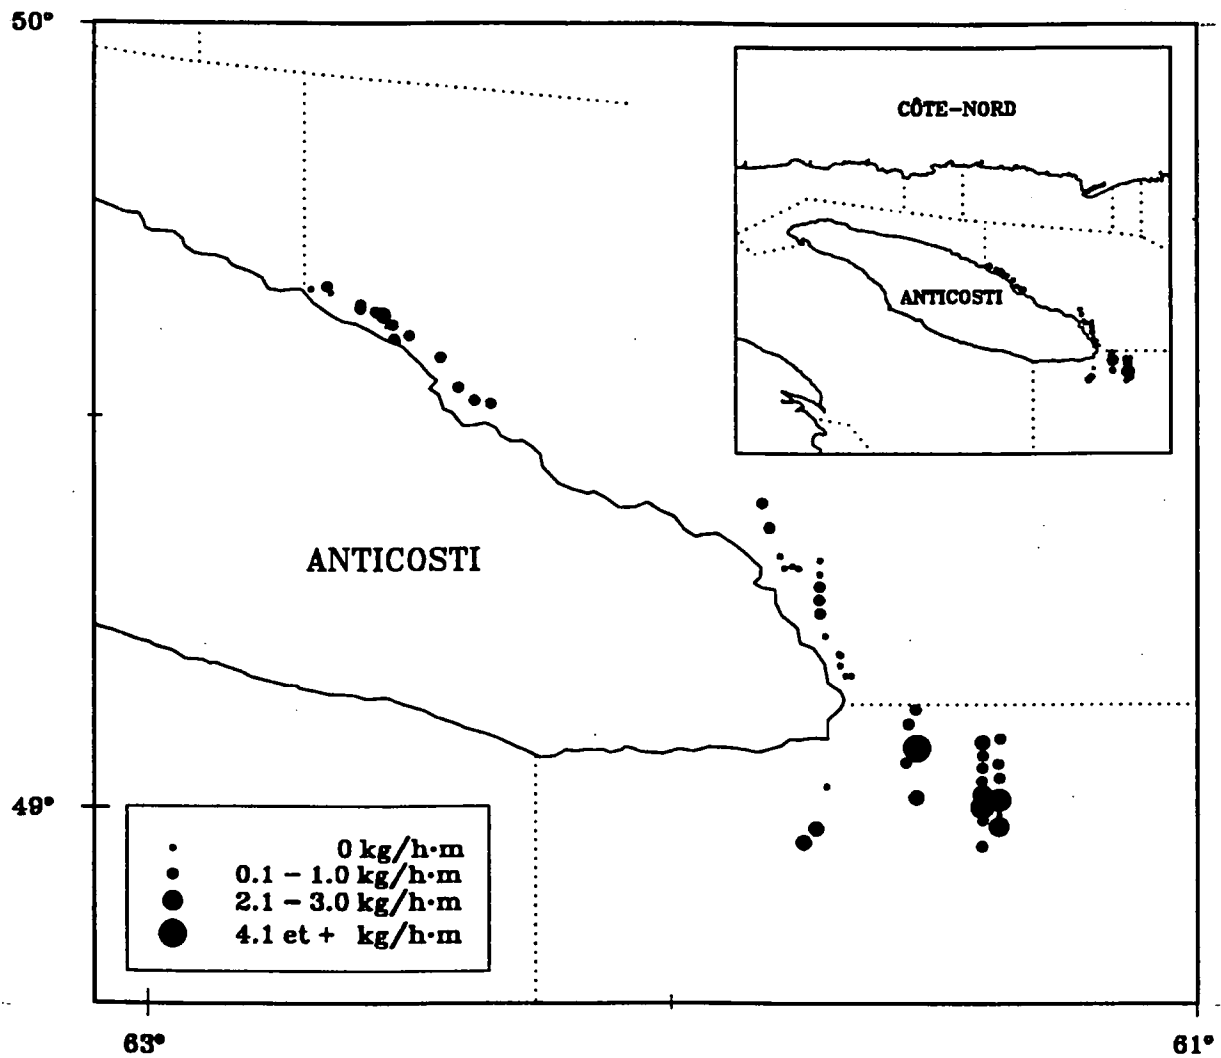 50°
CÔTE-NORD
ANTICOSTI
ANTICOSTI
49°
0 kg/h·m
0.1 - 1.0 kg/h·m
2.1 - 3.0 kg/h·m
4.1 et + kg/h·m
63°
61°